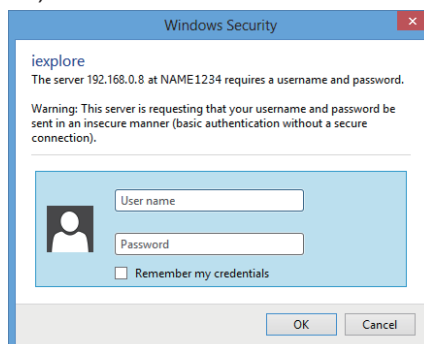 Windows Security
iexplore
The server 192.168.0.8 at NAME1234 requires a username and password.
Warning: This server is requesting that your username and password be
sent in an insecure manner (basic authentication without a secure
connection).
User name
Password
Remember my credentials
OK Cancel